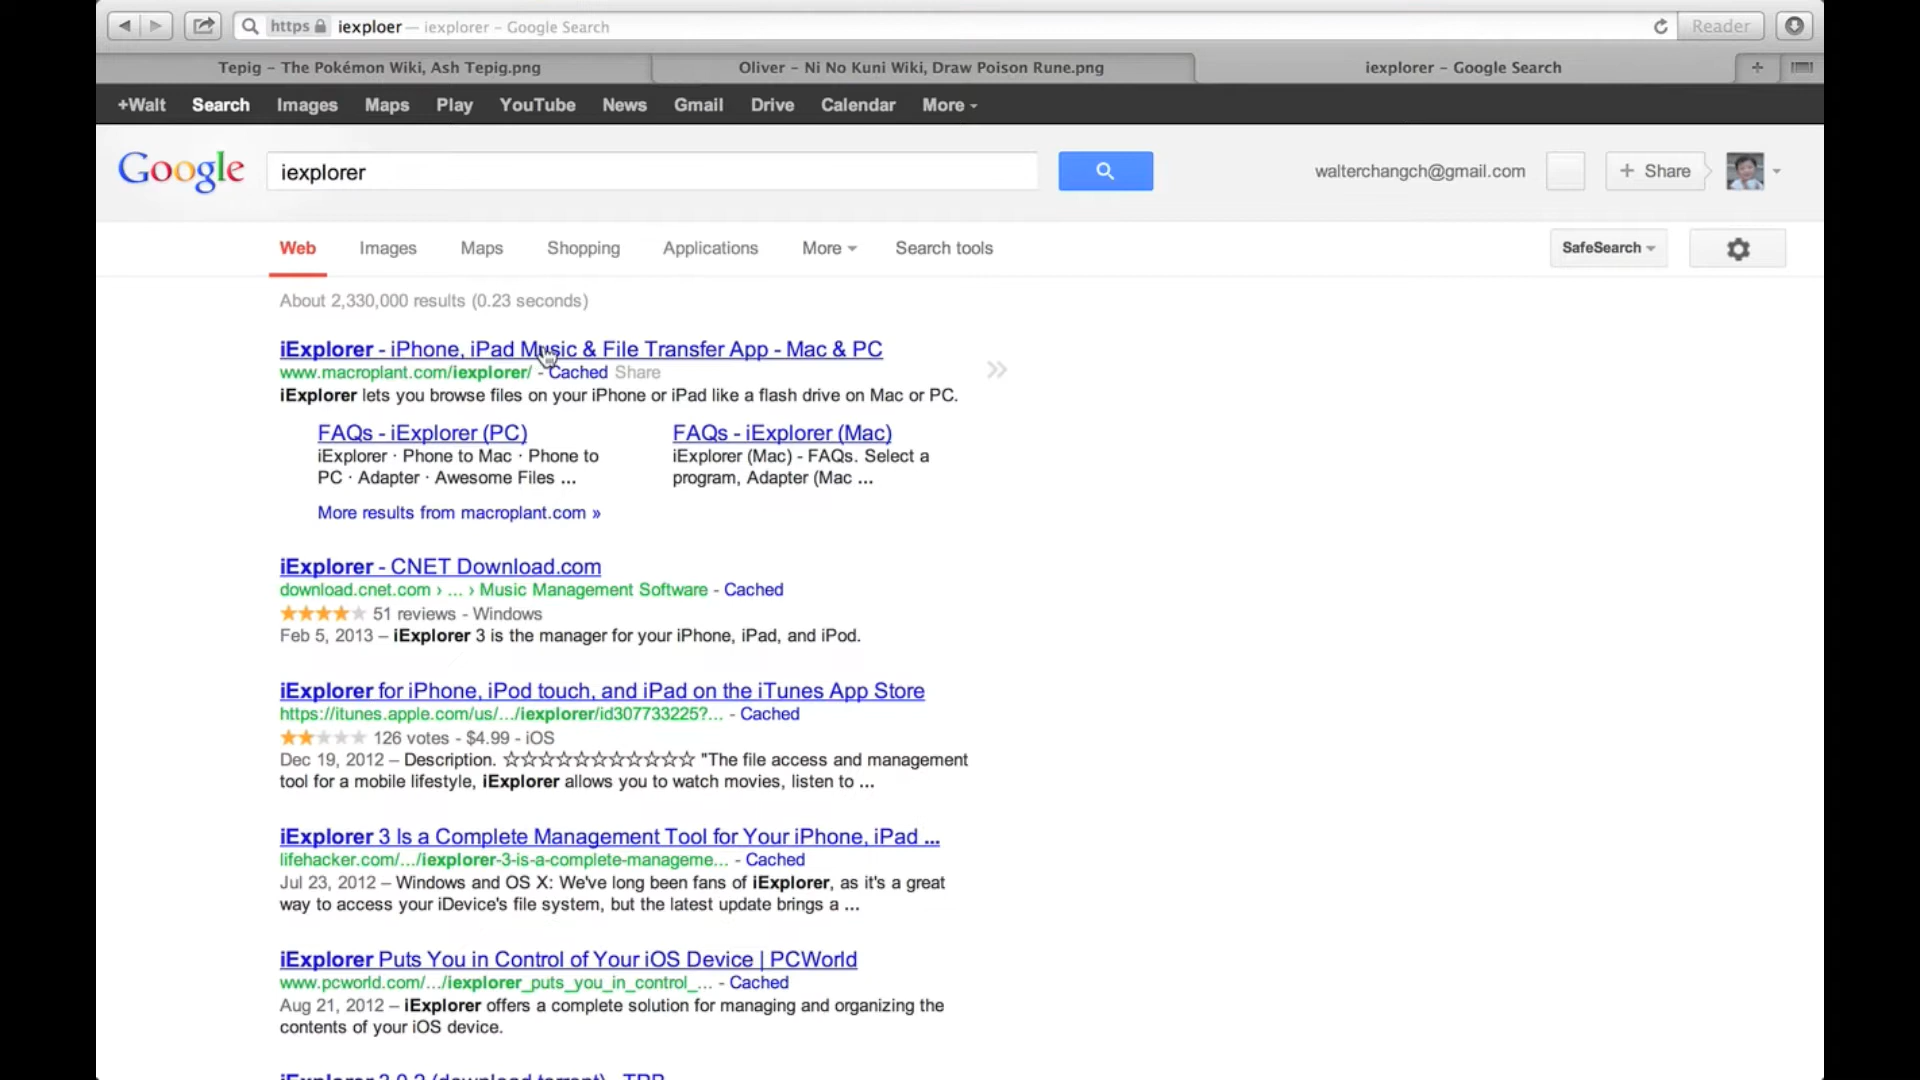 https iexploer — iexplorer – Google Search Reader
Tepig – The Pokémon Wiki, Ash Tepig.png Oliver – Ni No Kuni Wiki, Draw Poison Rune.png iexplorer – Google Search +
+Walt Search Images Maps Play YouTube News Gmail Drive Calendar More
Google iexplorer walterchangch@gmail.com + Share
Web Images Maps Shopping Applications More Search tools SafeSearch
About 2,330,000 results (0.23 seconds)
iExplorer - iPhone, iPad Music & File Transfer App - Mac & PC
www.macroplant.com/iexplorer/ - Cached Share
iExplorer lets you browse files on your iPhone or iPad like a flash drive on Mac or PC.
FAQs - iExplorer (PC) FAQs - iExplorer (Mac)
iExplorer · Phone to Mac · Phone to iExplorer (Mac) - FAQs. Select a
PC · Adapter · Awesome Files ... program, Adapter (Mac ...
More results from macroplant.com »
iExplorer - CNET Download.com
download.cnet.com › ... › Music Management Software - Cached
★★★★★ 51 reviews - Windows
Feb 5, 2013 – iExplorer 3 is the manager for your iPhone, iPad, and iPod.
iExplorer for iPhone, iPod touch, and iPad on the iTunes App Store
https://itunes.apple.com/us/.../iexplorer/id307733225?... - Cached
★★★★★ 126 votes - $4.99 - iOS
Dec 19, 2012 – Description. ☆☆☆☆☆☆☆☆☆☆☆ "The file access and management
tool for a mobile lifestyle, iExplorer allows you to watch movies, listen to ...
iExplorer 3 Is a Complete Management Tool for Your iPhone, iPad ...
lifehacker.com/.../iexplorer-3-is-a-complete-manageme... - Cached
Jul 23, 2012 – Windows and OS X: We've long been fans of iExplorer, as it's a great
way to access your iDevice's file system, but the latest update brings a ...
iExplorer Puts You in Control of Your iOS Device | PCWorld
www.pcworld.com/.../iexplorer_puts_you_in_control_... - Cached
Aug 21, 2012 – iExplorer offers a complete solution for managing and organizing the
contents of your iOS device.
iExplorer 3.0.2 (download torrent) - TPB